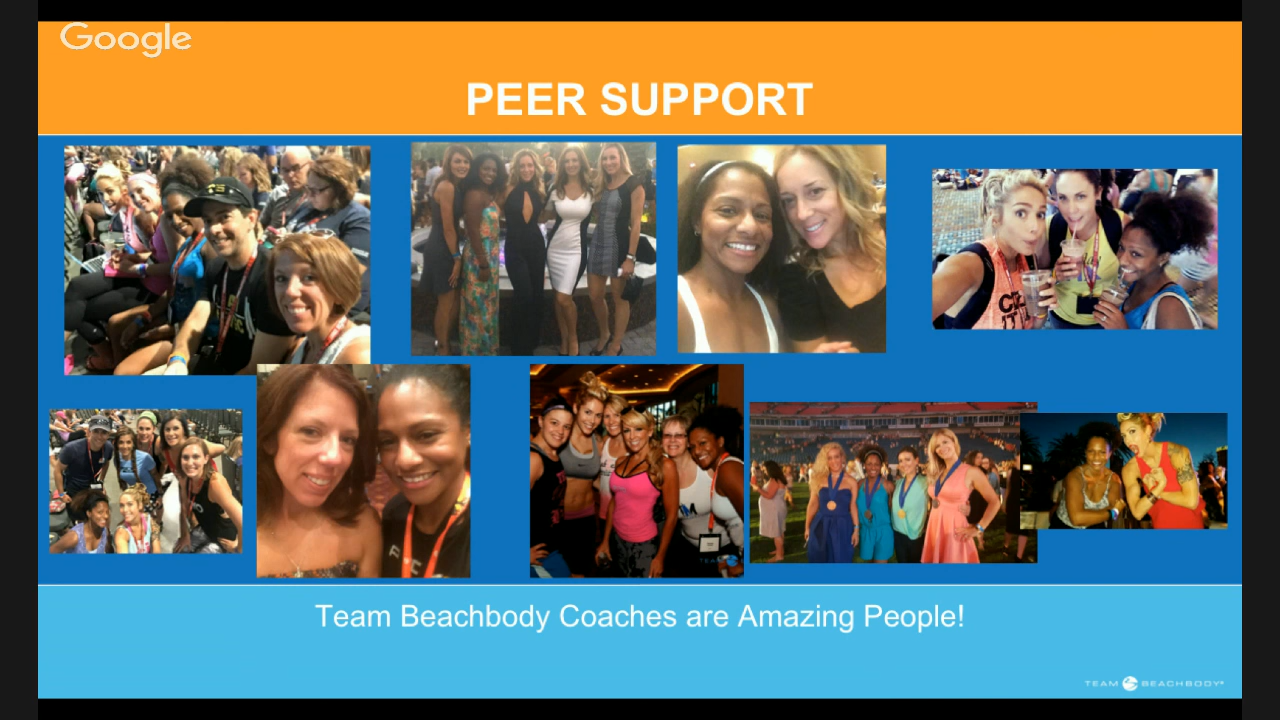 Google
PEER SUPPORT
Team Beachbody Coaches are Amazing People!
TEAM BEACHBODY®